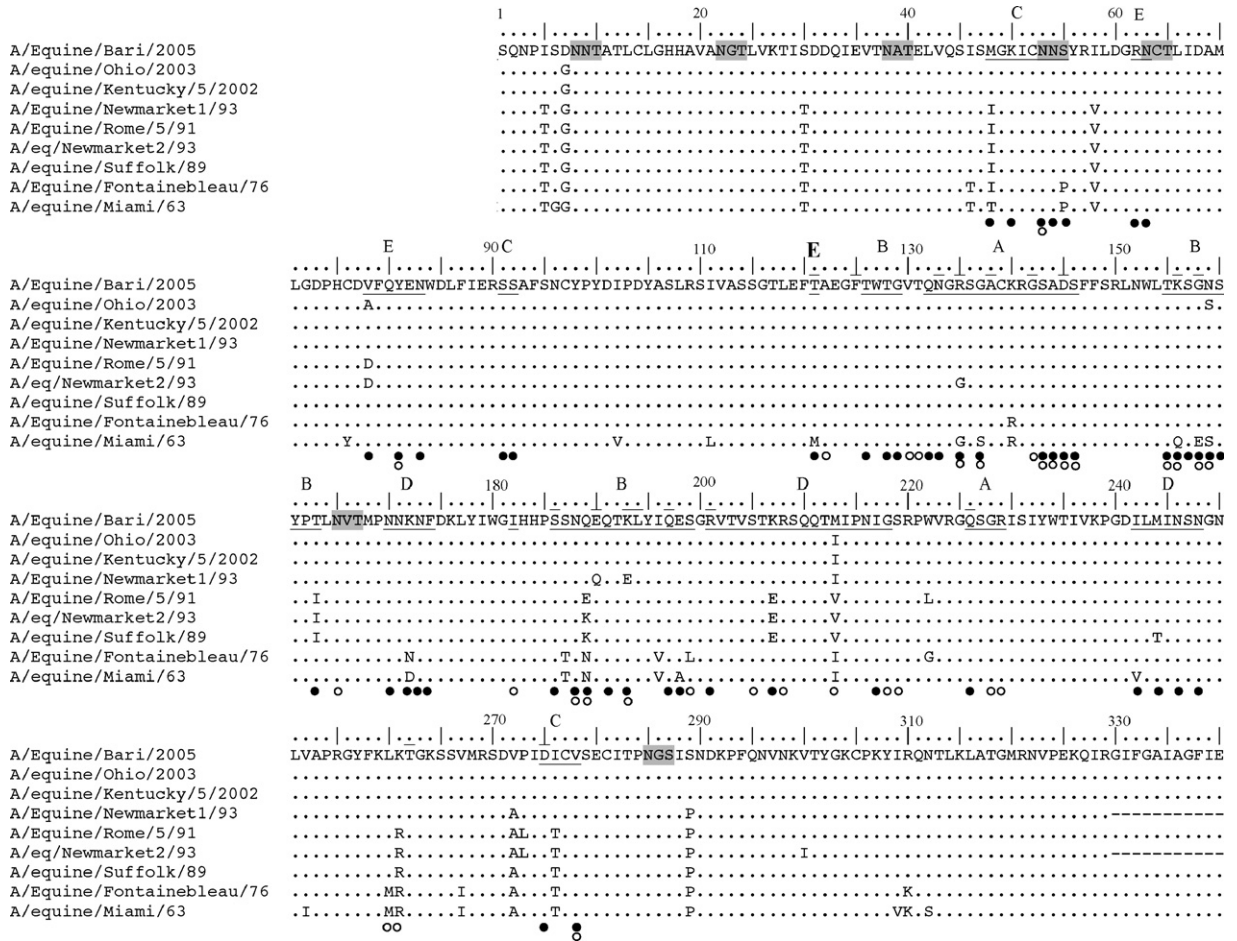 1 20 40 C 60 E
A/Equine/Bari/2005 SQNPISDNNTATLCLGHHAVANGTLVKTISDDQIEVTNATELVQSISMGKICNNSYRILDGRNCTLIDAM
A/equine/Ohio/2003 ......G...............................................................
A/equine/Kentucky/5/2002 ......G...............................................................
A/Equine/Newmarket1/93 ....T.G......................T.................I.........V............
A/Equine/Rome/5/91 ....T.G......................T.................I.........V............
A/eq/Newmarket2/93 ....T.G......................T.................I.........V............
A/equine/Suffolk/89 ....T.G......................T.................I.........V............
A/Equine/Fontainebleau/76 ....T.G......................T...............T.I......P..V............
A/equine/Miami/63 ....TGG......................T...............T.T......P..V............
E 90 C 110 E B 130 A 150 B
A/Equine/Bari/2005 LGDPHCDVFQYENWDLFIERSSAFSNCYPYDIPDYASLRSIVASSGTLEFTAEGFTWTGVTQNGRSGACKRGSADSFFSRLNWLTKSGNS
A/equine/Ohio/2003 .......A................................................................................S.
A/equine/Kentucky/5/2002 ..........................................................................................
A/Equine/Newmarket1/93 ..........................................................................................
A/Equine/Rome/5/91 .......D..................................................................................
A/eq/Newmarket2/93 .......D........................................................G.........................
A/equine/Suffolk/89 ..........................................................................................
A/Equine/Fontainebleau/76 .....................................................................R....................
A/equine/Miami/63 .....Y.........................V........L.........M.............G.S..R...............Q.ES.
B D 180 B 200 D 220 A 240 D
A/Equine/Bari/2005 YPTLNVTMPNNKNFDKLYIWGIHHPSSNQEQTKLYIQESGRVTVSTKRSQQTMIPNIGSRPWVRGQSGRISIYWTIVKPGDILMINSNGN
A/equine/Ohio/2003 ....................................................I.....................................
A/equine/Kentucky/5/2002 ....................................................I.....................................
A/Equine/Newmarket1/93 .............................Q..E...................I.....................................
A/Equine/Rome/5/91 ..I.........................E.................E.....V........L............................
A/eq/Newmarket2/93 ..I.........................K.................E.....V.....................................
A/equine/Suffolk/89 ..I.........................K.................E.....V..............................T......
A/Equine/Fontainebleau/76 ...........N..............T.N......V..L.............I........G............................
A/equine/Miami/63 ...........D..............T.K......V.A..............I............................V........
270 C 290 310 330
A/Equine/Bari/2005 LVAPRGYFKLKTGKSSVMRSDVPIDICVSECITPNGSISNDKPFQNVNKVTYGKCPKYIRQNTLKLATGMRNVPEKQIRGIFGAIAGFIE
A/equine/Ohio/2003 ..........................................................................................
A/equine/Kentucky/5/2002 ..........................................................................................
A/Equine/Newmarket1/93 .....................A................P........................................-----------
A/Equine/Rome/5/91 ..........R..........AL..T............P...................................................
A/eq/Newmarket2/93 ..........R..........AL..T............P..........I.............................-----------
A/equine/Suffolk/89 ..........R..........A...T............P...................................................
A/Equine/Fontainebleau/76 .........MR.....I....A...T............P....................K..............................
A/equine/Miami/63 .I.......MR.....I....A...T............P...................VK.S............................